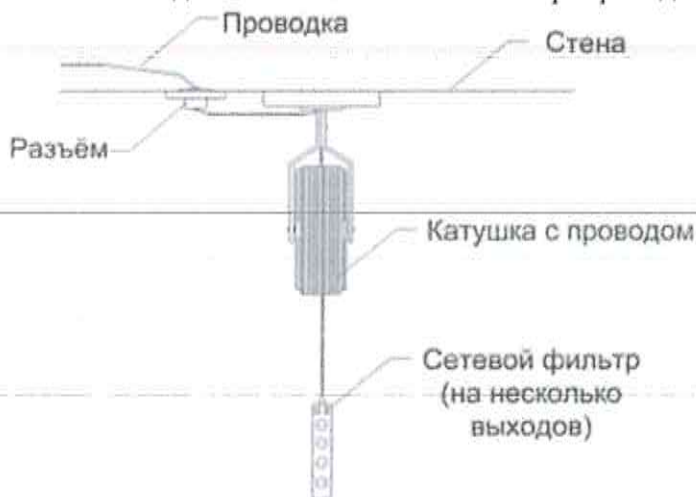 Проводка
Стена
Разъём
Катушка с проводом
Сетевой фильтр
(на несколько
выходов)